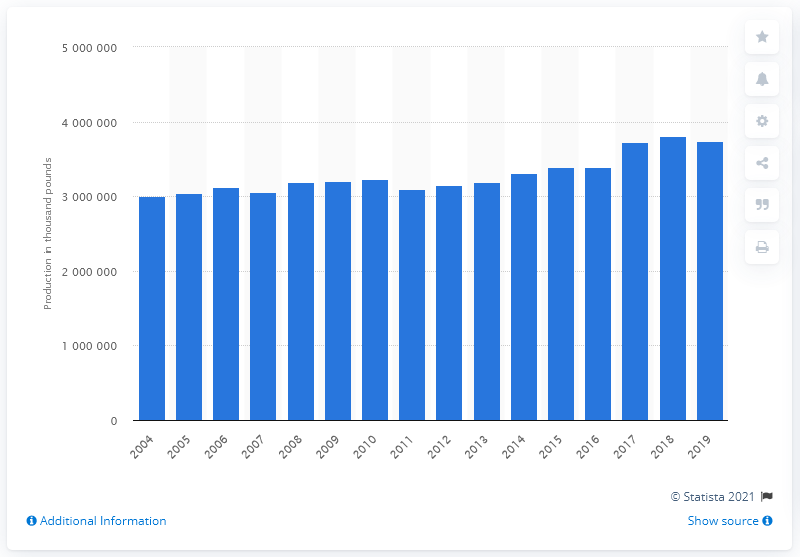 5 000 000
4 000 000
3 000 000
2 000 000
1 000 000
0
Production in thousand pounds
2004 2005 2006 2007 2008 2009 2010 2011 2012 2013 2014 2015 2016 2017 2018 2019
© Statista 2021
Additional Information
Show source